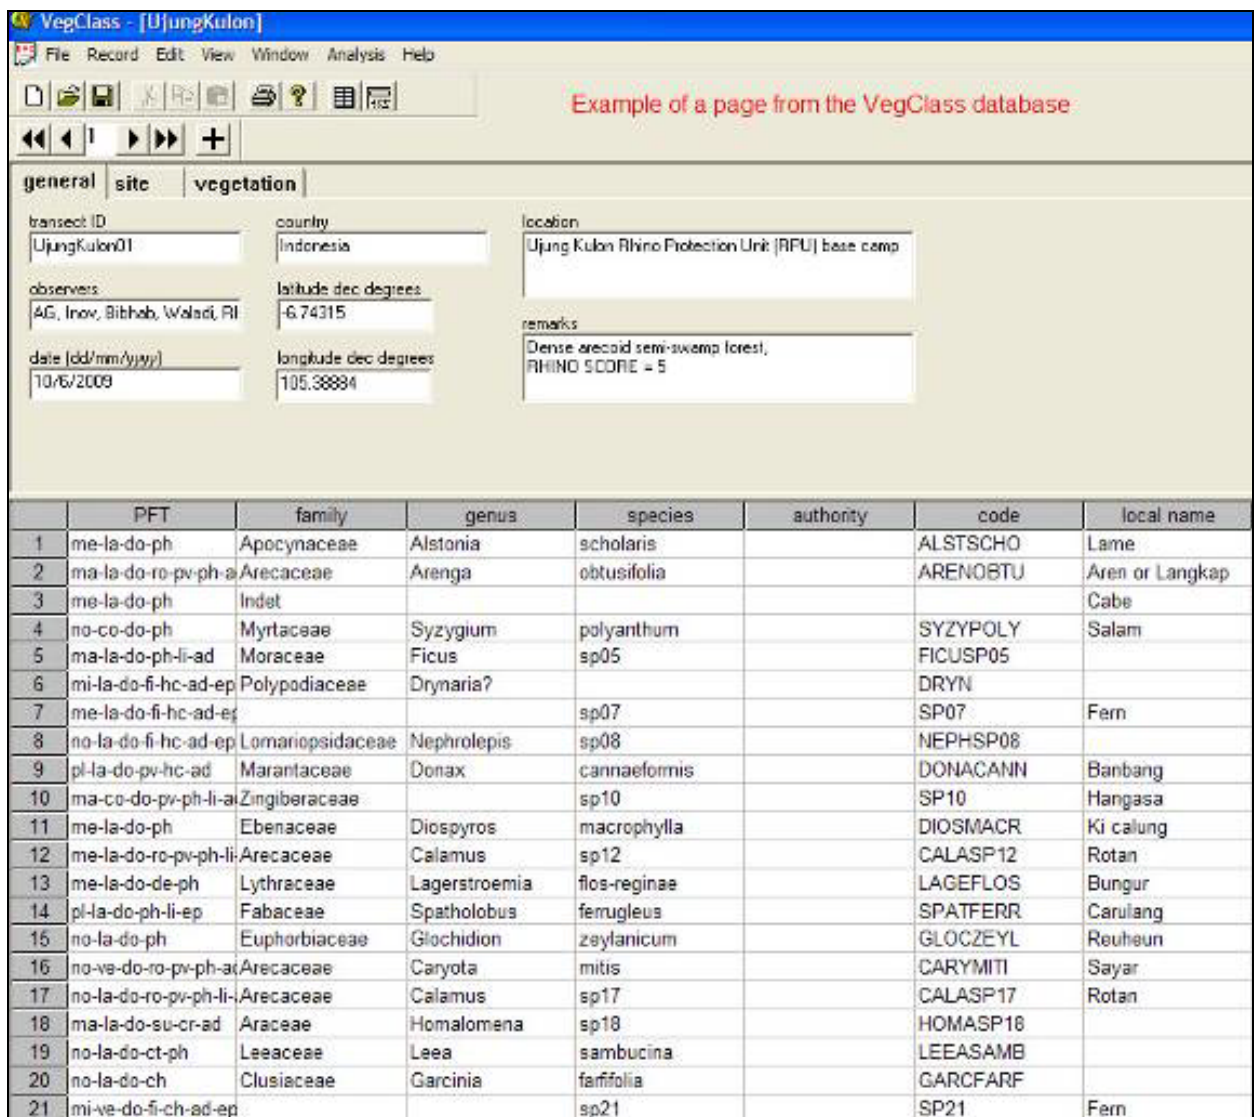 VegClass - [UjungKulon]
File Record Edit View Window Analysis Help
Example of a page from the VegClass database
1
general site vegetation
transect ID country location
UjungKulon01 Indonesia Ujung Kulon Rhino Protection Unit [RPU] base camp
observers latitude dec degrees
AG, Inov, Bibhab, Waladi, -6.74315
remarks
date (dd/mm/yyyy) longitude dec degrees Dense arecoid semi-swamp forest,
10/6/2009 105.38884 RHINO SCORE = 5
PFT family genus species authority code local name
1 me-la-do-ph Apocynaceae Alstonia scholaris ALSTSCHO Lame
2 ma-la-do-ro-pv-ph-a Arecaceae Arenga obtusifolia ARENOBTU Aren or Langkap
3 me-la-do-ph Indet Cabe
4 no-co-do-ph Myrtaceae Syzygium polyanthum SYZYPOLY Salam
5 ma-la-do-ph-li-ad Moraceae Ficus sp05 FICUSP05
6 mi-la-do-fi-hc-ad-ep Polypodiaceae Drynaria? DRYN
7 me-la-do-fi-hc-ad-ep sp07 SP07 Fern
8 no-la-do-fi-hc-ad-ep Lomariopsidaceae Nephrolepis sp08 NEPHSP08
9 pl-la-do-pv-hc-ad Marantaceae Donax cannaeformis DONACANN Banbang
10 ma-co-do-pv-ph-li-a Zingiberaceae sp10 SP10 Hangasa
11 me-la-do-ph Ebenaceae Diospyros macrophylla DIOSMACR Ki calung
12 me-la-do-ro-pv-ph-li- Arecaceae Calamus sp12 CALASP12 Rotan
13 me-la-do-de-ph Lythraceae Lagerstroemia flos-reginae LAGEFLOS Bungur
14 pl-la-do-ph-li-ep Fabaceae Spatholobus ferrugleus SPATFERR Carulang
15 no-la-do-ph Euphorbiaceae Glochidion zeylanicum GLOCZEYL Reuheun
16 no-ve-do-ro-pv-ph-a Arecaceae Caryota mitis CARYMITI Sayar
17 no-la-do-ro-pv-ph-li- Arecaceae Calamus sp17 CALASP17 Rotan
18 ma-la-do-su-cr-ad Araceae Homalomena sp18 HOMASP18
19 no-la-do-ct-ph Leeaceae Leea sambucina LEEASAMB
20 no-la-do-ch Clusiaceae Garcinia farfifolia GARCFARF
21 mi-ve-do-fi-ch-ad-ep sp21 SP21 Fern